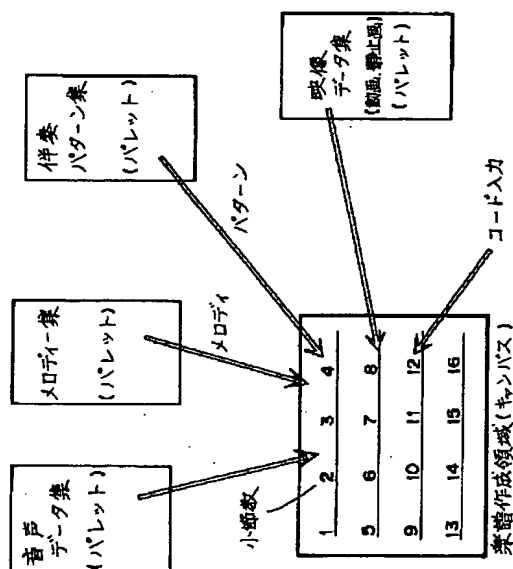 音声
データ集
(パレット)
メロディー集
(パレット)
伴奏
パターン集
(パレット)
映像
データ集
(動画、静止画)
(パレット)
メロディ
パターン
コード入力
小節数
1 2 3 4
5 6 7 8
9 10 11 12
13 14 15 16
楽譜作成領域(キャンバス)